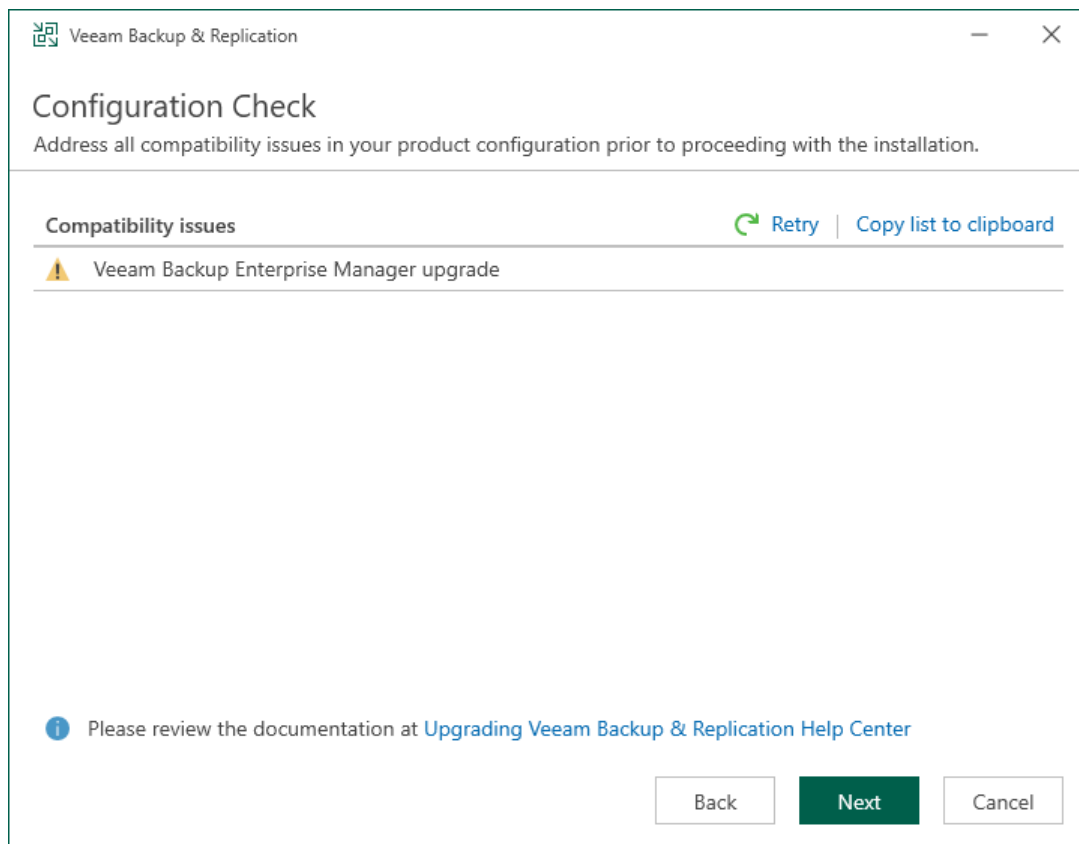 Veeam Backup & Replication
Configuration Check
Address all compatibility issues in your product configuration prior to proceeding with the installation.
Compatibility issues Retry Copy list to clipboard
Veeam Backup Enterprise Manager upgrade
Please review the documentation at Upgrading Veeam Backup & Replication Help Center
Back Next Cancel